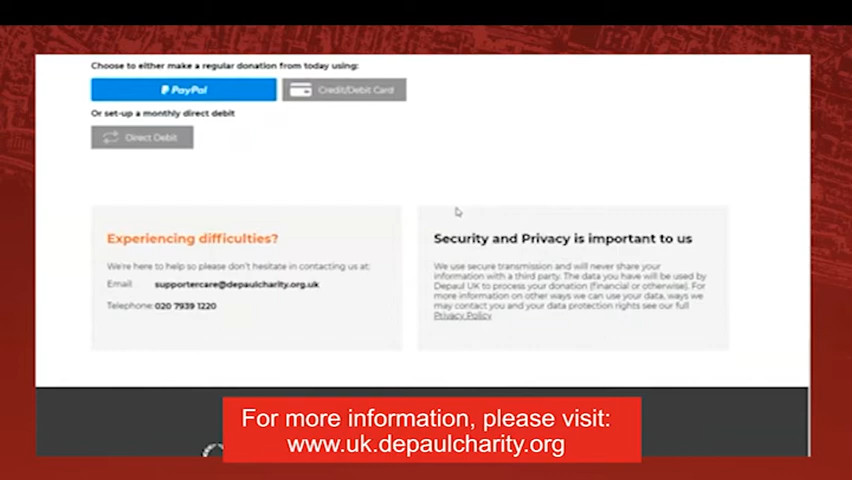 Choose to either make a regular donation from today using:
PayPal
Credit/Debit Card
Or set-up a monthly direct debit
Direct Debit
Experiencing difficulties?
We're here to help so please don't hesitate in contacting us at:
Email: supportercare@depaulcharity.org.uk
Telephone: 020 7939 1220
Security and Privacy is important to us
We use secure transmission and will never share your
information with a third party. The data you have will be used by
Depaul UK to process your donation (financial or otherwise). For
more information on other ways we can use your data, ways we
may contact you and your data protection rights see our full
Privacy Policy
For more information, please visit:
www.uk.depaulcharity.org